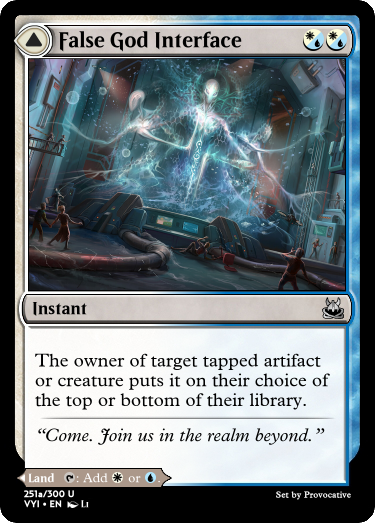 False God Interface
Instant
The owner of target tapped artifact
or creature puts it on their choice of
the top or bottom of their library.
“Come. Join us in the realm beyond.”
Land : Add or .
251a/300 U
VYI • EN Li
Set by Provocative